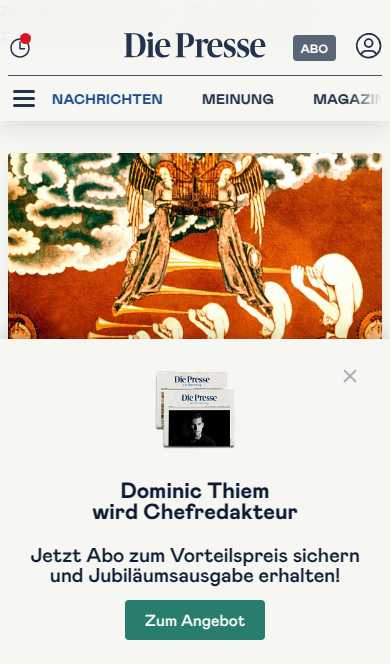 Die Presse
ABO
NACHRICHTEN
MEINUNG
MAGAZIN
Die Presse
Die Presse
Dominic Thiem
wird Chefredakteur
Jetzt Abo zum Vorteilspreis sichern
und Jubiläumsausgabe erhalten!
Zum Angebot